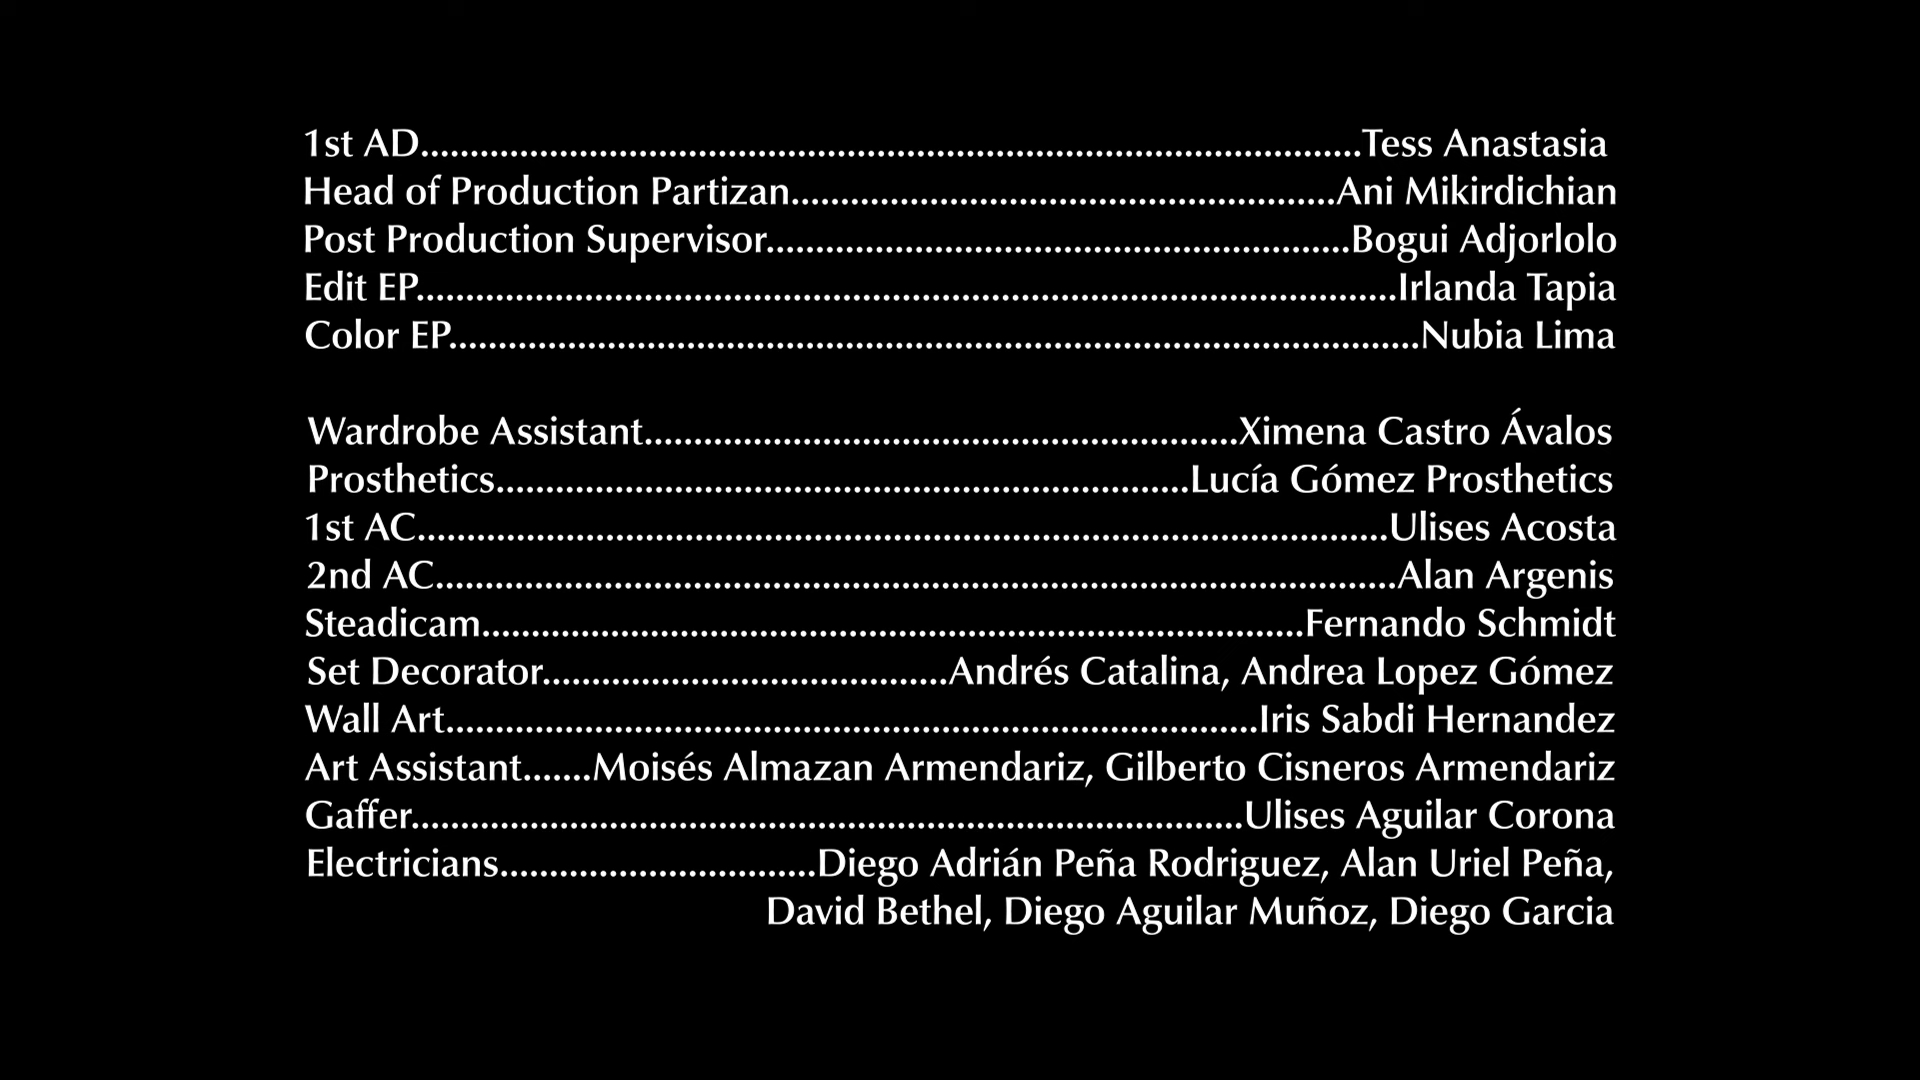 1st AD...............................................................................................Tess Anastasia
Head of Production Partizan.......................................................Ani Mikirdichian
Post Production Supervisor...........................................................Bogui Adjorlolo
Edit EP...................................................................................................Irlanda Tapia
Color EP..................................................................................................Nubia Lima
Wardrobe Assistant............................................................Ximena Castro Ávalos
Prosthetics......................................................................Lucía Gómez Prosthetics
1st AC..................................................................................................Ulises Acosta
2nd AC.................................................................................................Alan Argenis
Steadicam...................................................................................Fernando Schmidt
Set Decorator.........................................Andrés Catalina, Andrea Lopez Gómez
Wall Art..................................................................................Iris Sabdi Hernandez
Art Assistant.......Moisés Almazan Armendariz, Gilberto Cisneros Armendariz
Gaffer....................................................................................Ulises Aguilar Corona
Electricians................................Diego Adrián Peña Rodriguez, Alan Uriel Peña,
David Bethel, Diego Aguilar Muñoz, Diego Garcia